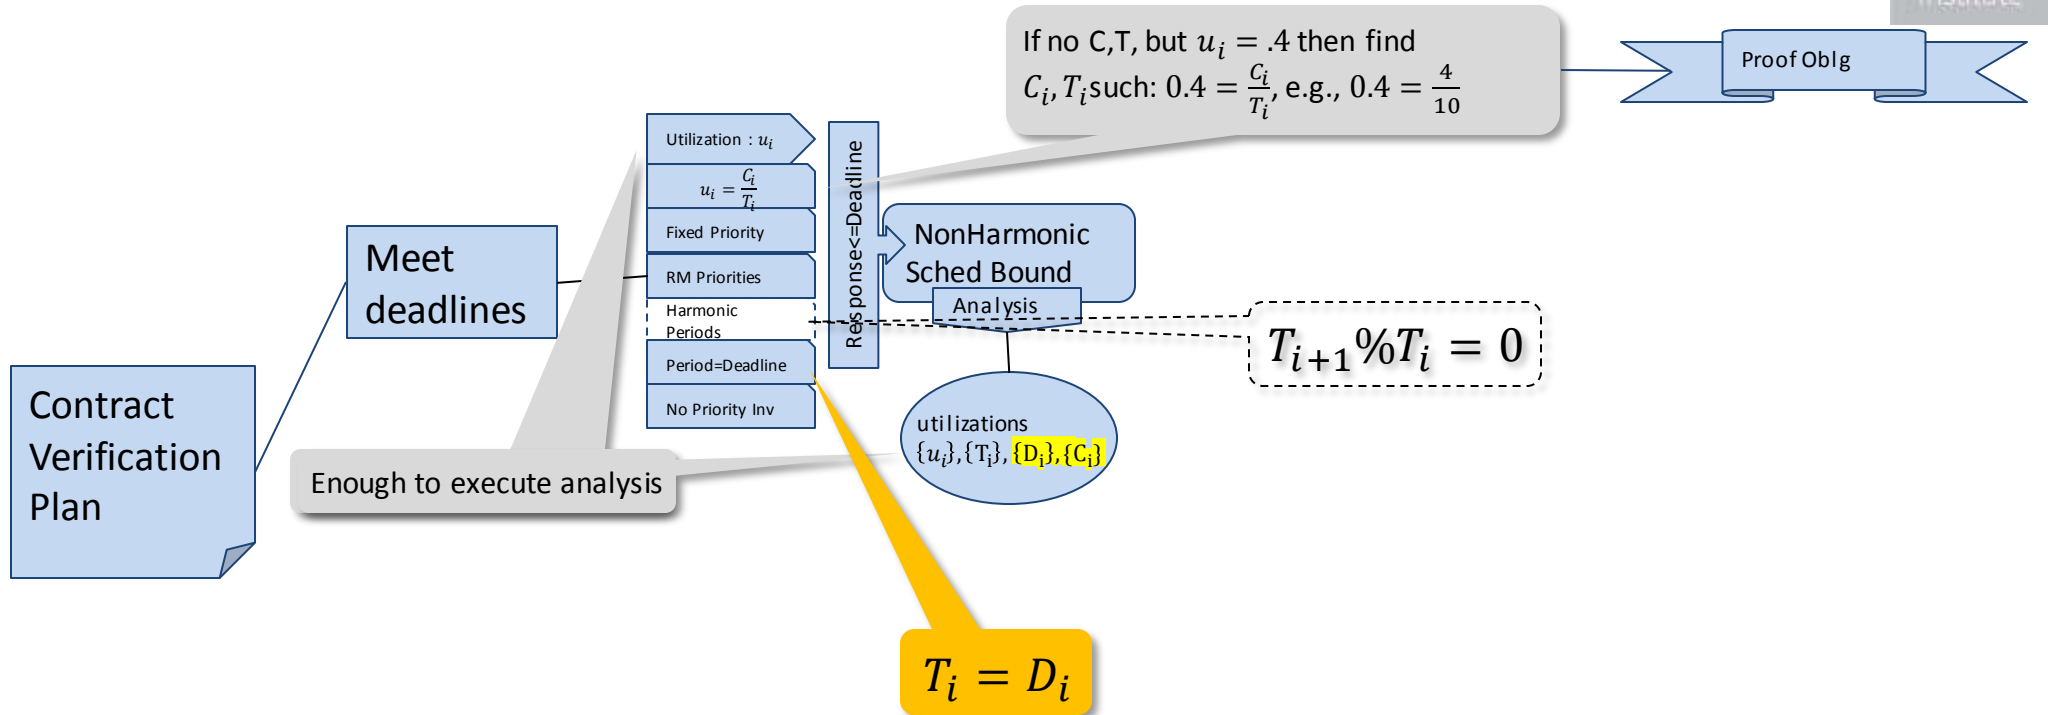 Institute
If no C,T, but u_i = .4 then find
C_i, T_i such: 0.4 = C_i/T_i, e.g., 0.4 = 4/10
Proof Oblg
Utilization : u_i
u_i = C_i/T_i
Fixed Priority
RM Priorities
Harmonic
Periods
Period=Deadline
No Priority Inv
Response<=Deadline
NonHarmonic
Sched Bound
Analysis
T_{i+1}%T_i = 0
Meet
deadlines
Contract
Verification
Plan
Enough to execute analysis
utilizations
{u_i},{T_i}, {D_i},{C_i}
T_i = D_i